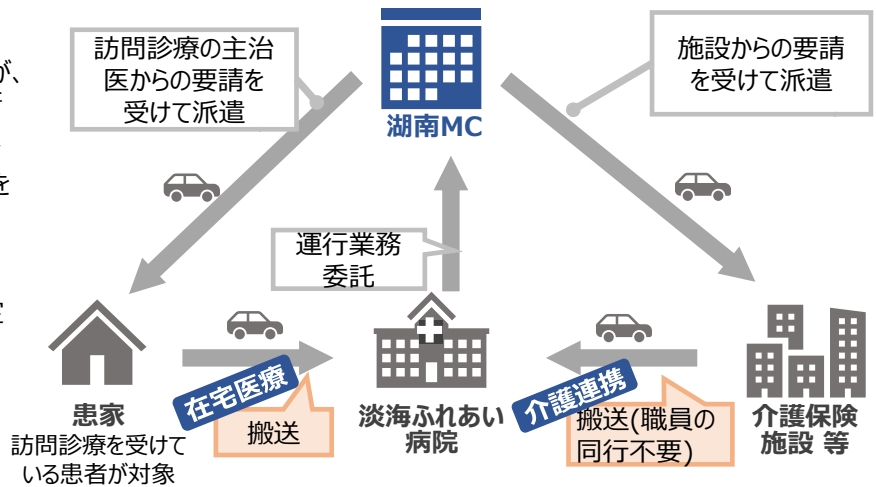 が、
を
訪問診療の主治
医からの要請を
受けて派遣
湖南MC
施設からの要請
を受けて派遣
運行業務
委託
在宅医療
搬送
介護連携
搬送(職員の
同行不要)
患家
訪問診療を受けて
いる患者が対象
淡海ふれあい
病院
介護保険
施設 等